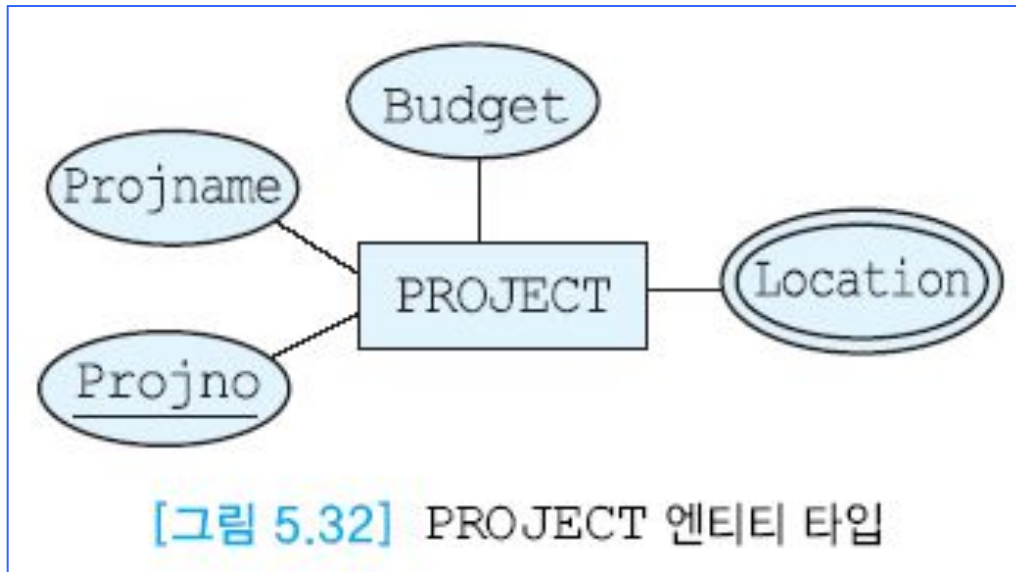 Budget
Projname
PROJECT
Location
Projno
[그림 5.32] PROJECT 엔티티 타입